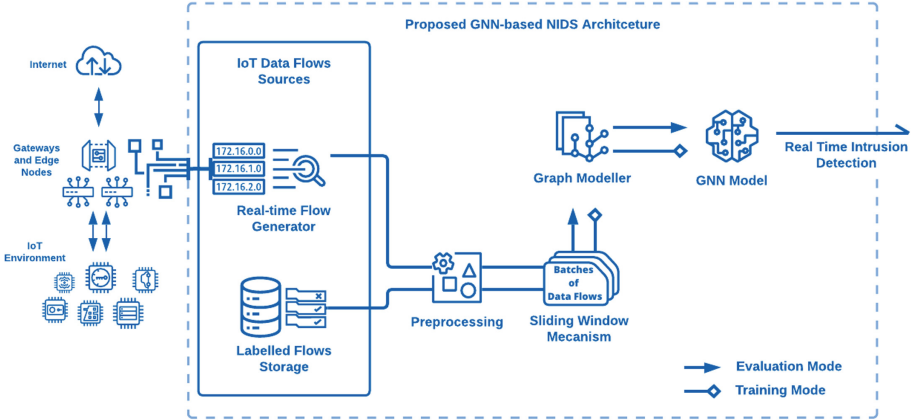 Proposed GNN-based NIDS Architceture
Internet
Gateways
and Edge
Nodes
IoT
Environment
IoT Data Flows
Sources
172.16.0.0
172.16.1.0
172.16.2.0
Real-time Flow
Generator
Labelled Flows
Storage
Preprocessing
Batches
of
Data Flows
Sliding Window
Mecanism
Graph Modeller
GNN Model
Real Time Intrusion
Detection
Evaluation Mode
Training Mode